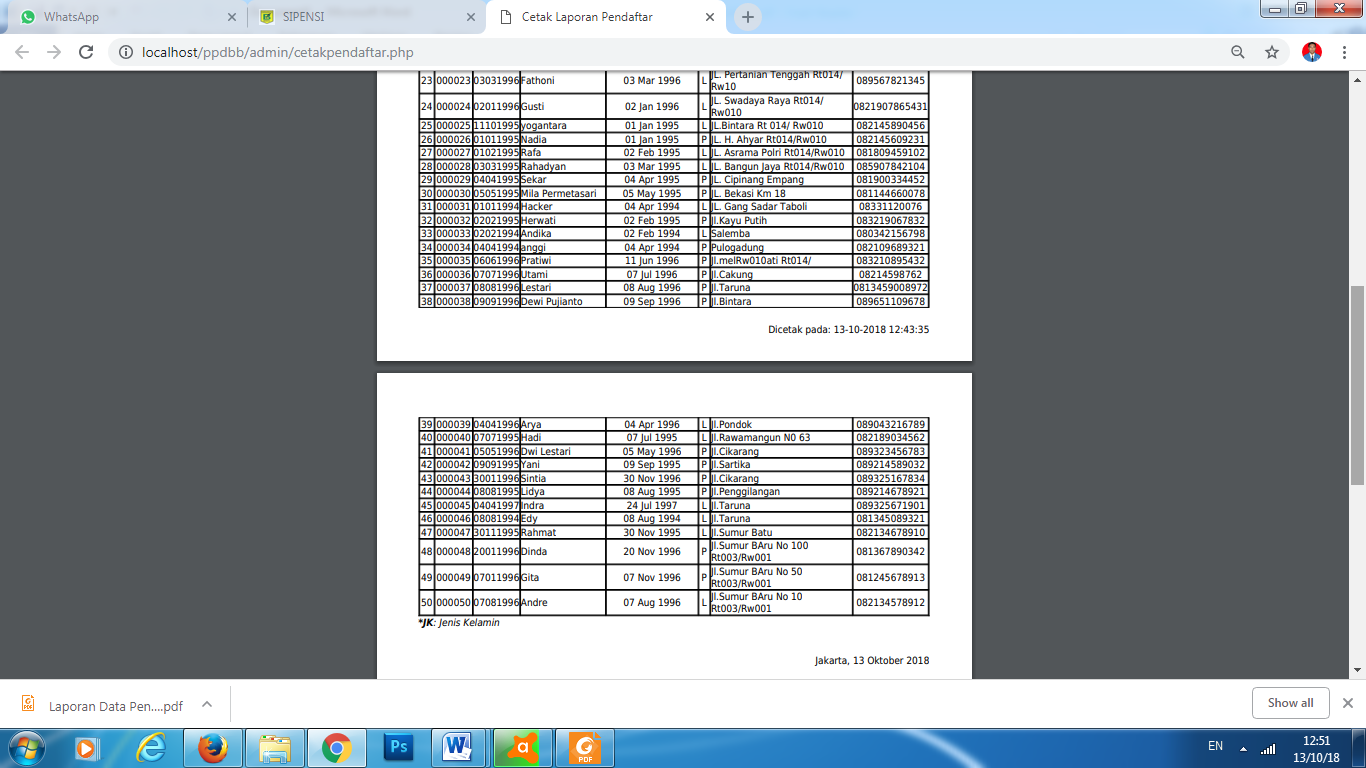 WhatsApp
SIPENSI
Cetak Laporan Pendaftar
localhost/ppdbb/admin/cetakpendaftar.php
23 000023 03031996 Fathoni 03 Mar 1996 L JL. Pertanian Tenggah Rt014/
Rw10 089567821345
24 000024 02011996 Gusti 02 Jan 1996 L JL. Swadaya Raya Rt014/
Rw010 0821907865431
25 000025 11101995 yogantara 01 Jan 1995 L JL.Bintara Rt 014/ Rw010 082145890456
26 000026 01011995 Nadia 01 Jan 1995 P JL. H. Ahyar Rt014/Rw010 082145609231
27 000027 01021995 Rafa 02 Feb 1995 L JL. Asrama Polri Rt014/Rw010 081809459102
28 000028 03031995 Rahadyan 03 Mar 1995 L JL. Bangun Jaya Rt014/Rw010 085907842104
29 000029 04041995 Sekar 04 Apr 1995 P JL. Cipinang Empang 081900334452
30 000030 05051995 Mila Permetasari 05 May 1995 P JL. Bekasi Km 18 081144660078
31 000031 01011994 Hacker 04 Apr 1994 L JL. Gang Sadar Taboli 08331120076
32 000032 02021995 Herwati 02 Feb 1995 P Jl.Kayu Putih 083219067832
33 000033 02021994 Andika 02 Feb 1994 L Salemba 080342156798
34 000034 04041994 anggi 04 Apr 1994 P Pulogadung 082109689321
35 000035 06061996 Pratiwi 11 Jun 1996 P Jl.melRw010ati Rt014/ 083210895432
36 000036 07071996 Utami 07 Jul 1996 P Jl.Cakung 08214598762
37 000037 08081996 Lestari 08 Aug 1996 P Jl.Taruna 0813459008972
38 000038 09091996 Dewi Pujianto 09 Sep 1996 P Jl.Bintara 089651109678
Dicetak pada: 13-10-2018 12:43:35
39 000039 04041996 Arya 04 Apr 1996 L Jl.Pondok 089043216789
40 000040 07071995 Hadi 07 Jul 1995 L Jl.Rawamangun N0 63 082189034562
41 000041 05051996 Dwi Lestari 05 May 1996 P Jl.Cikarang 089323456783
42 000042 09091995 Yani 09 Sep 1995 P Jl.Sartika 089214589032
43 000043 30011996 Sintia 30 Nov 1996 P Jl.Cikarang 089325167834
44 000044 08081995 Lidya 08 Aug 1995 P Jl.Penggilangan 089214678921
45 000045 04041997 Indra 24 Jul 1997 L Jl.Taruna 089325671901
46 000046 08081994 Edy 08 Aug 1994 L Jl.Taruna 081345089321
47 000047 30111995 Rahmat 30 Nov 1995 L Jl.Sumur Batu 082134678910
48 000048 20011996 Dinda 20 Nov 1996 P Jl.Sumur BAru No 100
Rt003/Rw001 081367890342
49 000049 07011996 Gita 07 Nov 1996 P Jl.Sumur BAru No 50
Rt003/Rw001 081245678913
50 000050 07081996 Andre 07 Aug 1996 L Jl.Sumur BAru No 10
Rt003/Rw001 082134578912
*JK: Jenis Kelamin
Jakarta, 13 Oktober 2018
Laporan Data Pen....pdf
Show all
Ps
W
a
PDF
EN
12:51
13/10/18